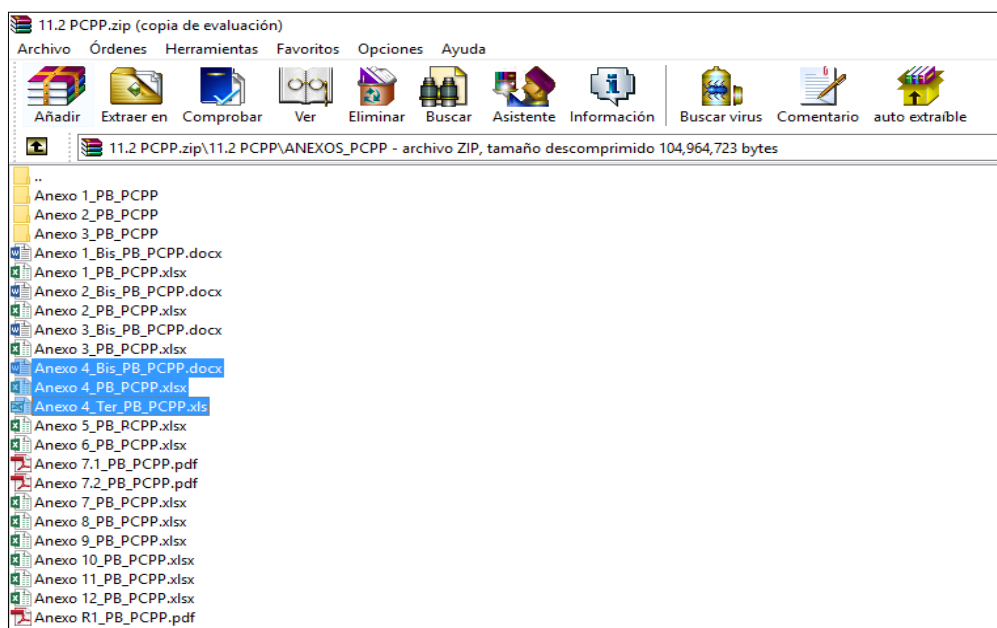 11.2 PCPP.zip (copia de evaluación)
Archivo Órdenes Herramientas Favoritos Opciones Ayuda
Añadir Extraer en Comprobar Ver Eliminar Buscar Asistente Información Buscar virus Comentario auto extraíble
11.2 PCPP.zip\11.2 PCPP\ANEXOS_PCPP - archivo ZIP, tamaño descomprimido 104,964,723 bytes
..
Anexo 1_PB_PCPP
Anexo 2_PB_PCPP
Anexo 3_PB_PCPP
Anexo 1_Bis_PB_PCPP.docx
Anexo 1_PB_PCPP.xlsx
Anexo 2_Bis_PB_PCPP.docx
Anexo 2_PB_PCPP.xlsx
Anexo 3_Bis_PB_PCPP.docx
Anexo 3_PB_PCPP.xlsx
Anexo 4_Bis_PB_PCPP.docx
Anexo 4_PB_PCPP.xlsx
Anexo 4_Ter_PB_PCPP.xls
Anexo 5_PB_RCPP.xlsx
Anexo 6_PB_PCPP.xlsx
Anexo 7.1_PB_PCPP.pdf
Anexo 7.2_PB_PCPP.pdf
Anexo 7_PB_PCPP.xlsx
Anexo 8_PB_PCPP.xlsx
Anexo 9_PB_PCPP.xlsx
Anexo 10_PB_PCPP.xlsx
Anexo 11_PB_PCPP.xlsx
Anexo 12_PB_PCPP.xlsx
Anexo R1_PB_PCPP.pdf